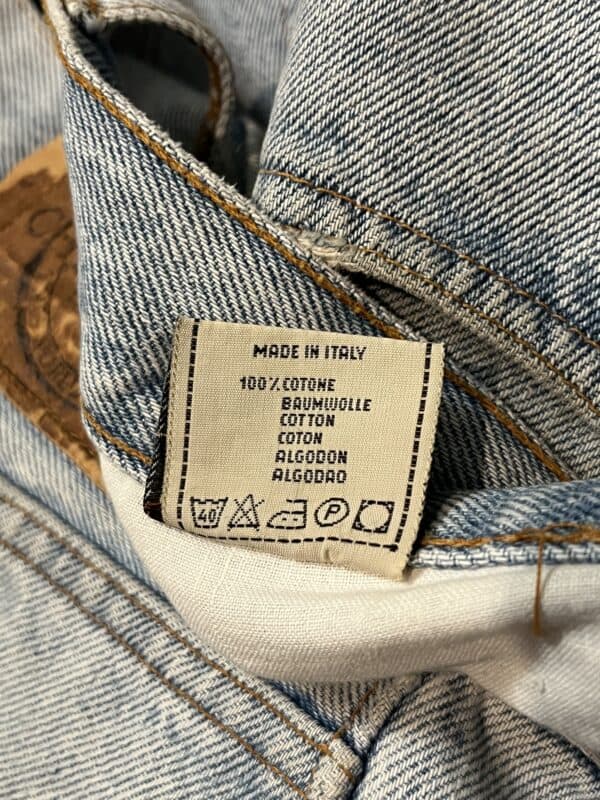 MADE IN ITALY
100% COTONE
BAUMWOLLE
COTTON
COTON
ALGODON
ALGODAO
40 P